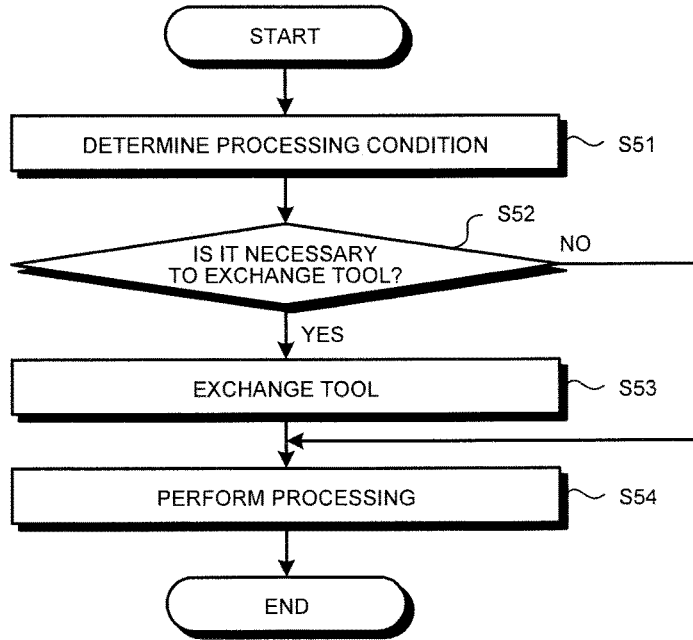 START
DETERMINE PROCESSING CONDITION
S51
S52
IS IT NECESSARY
TO EXCHANGE TOOL?
NO
YES
EXCHANGE TOOL
S53
PERFORM PROCESSING
S54
END